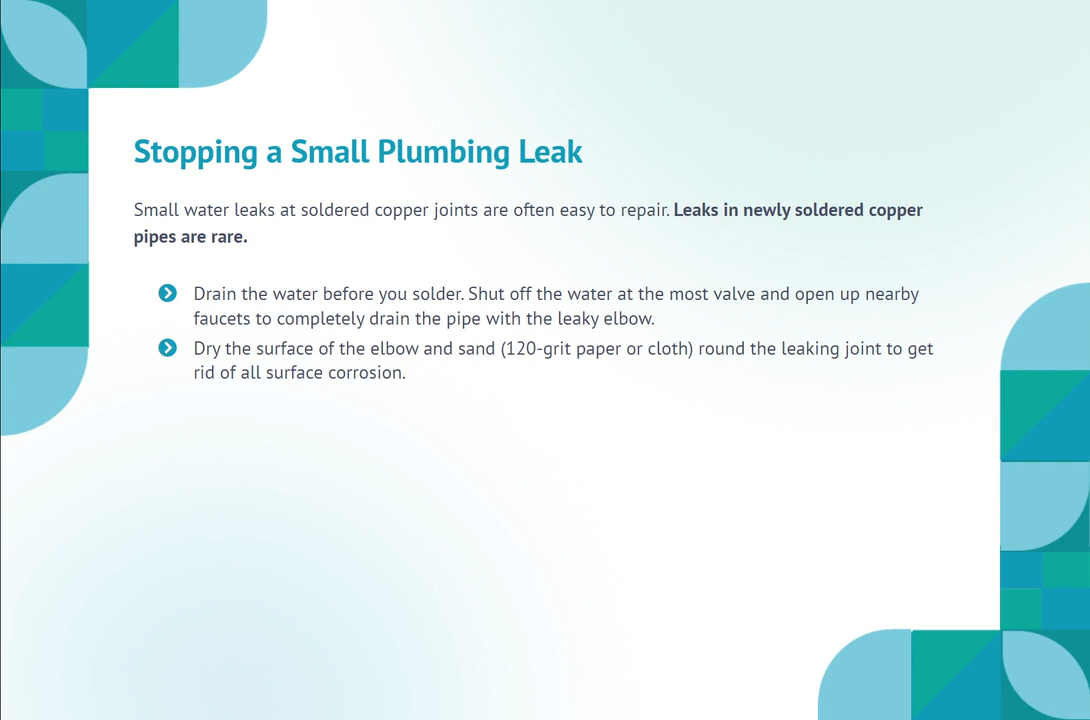 Stopping a Small Plumbing Leak
Small water leaks at soldered copper joints are often easy to repair. Leaks in newly soldered copper
pipes are rare.
Drain the water before you solder. Shut off the water at the most valve and open up nearby
faucets to completely drain the pipe with the leaky elbow.
Dry the surface of the elbow and sand (120-grit paper or cloth) round the leaking joint to get
rid of all surface corrosion.